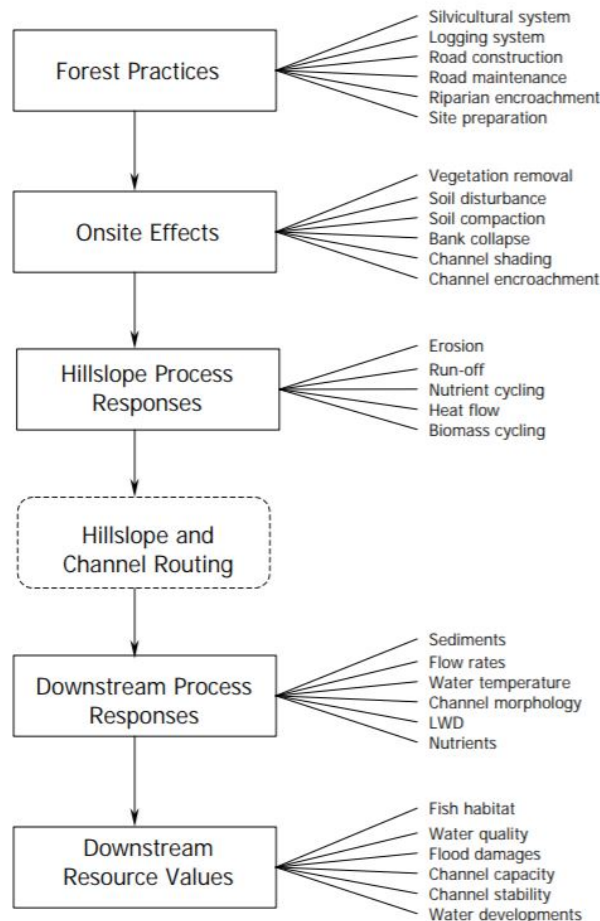 Forest Practices
Silvicultural system
Logging system
Road construction
Road maintenance
Riparian encroachment
Site preparation
Onsite Effects
Vegetation removal
Soil disturbance
Soil compaction
Bank collapse
Channel shading
Channel encroachment
Hillslope Process
Responses
Erosion
Run-off
Nutrient cycling
Heat flow
Biomass cycling
Hillslope and
Channel Routing
Downstream Process
Responses
Sediments
Flow rates
Water temperature
Channel morphology
LWD
Nutrients
Downstream
Resource Values
Fish habitat
Water quality
Flood damages
Channel capacity
Channel stability
Water developments